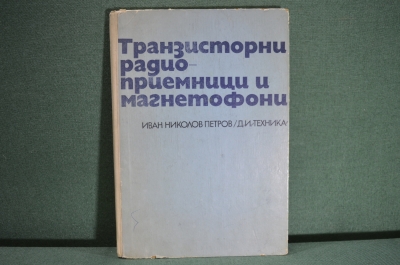 Транзисторни
радио-
приемници и
магнетофони
ИВАН НИКОЛОВ ПЕТРОВ/Д.И.„ТЕХНИКА“